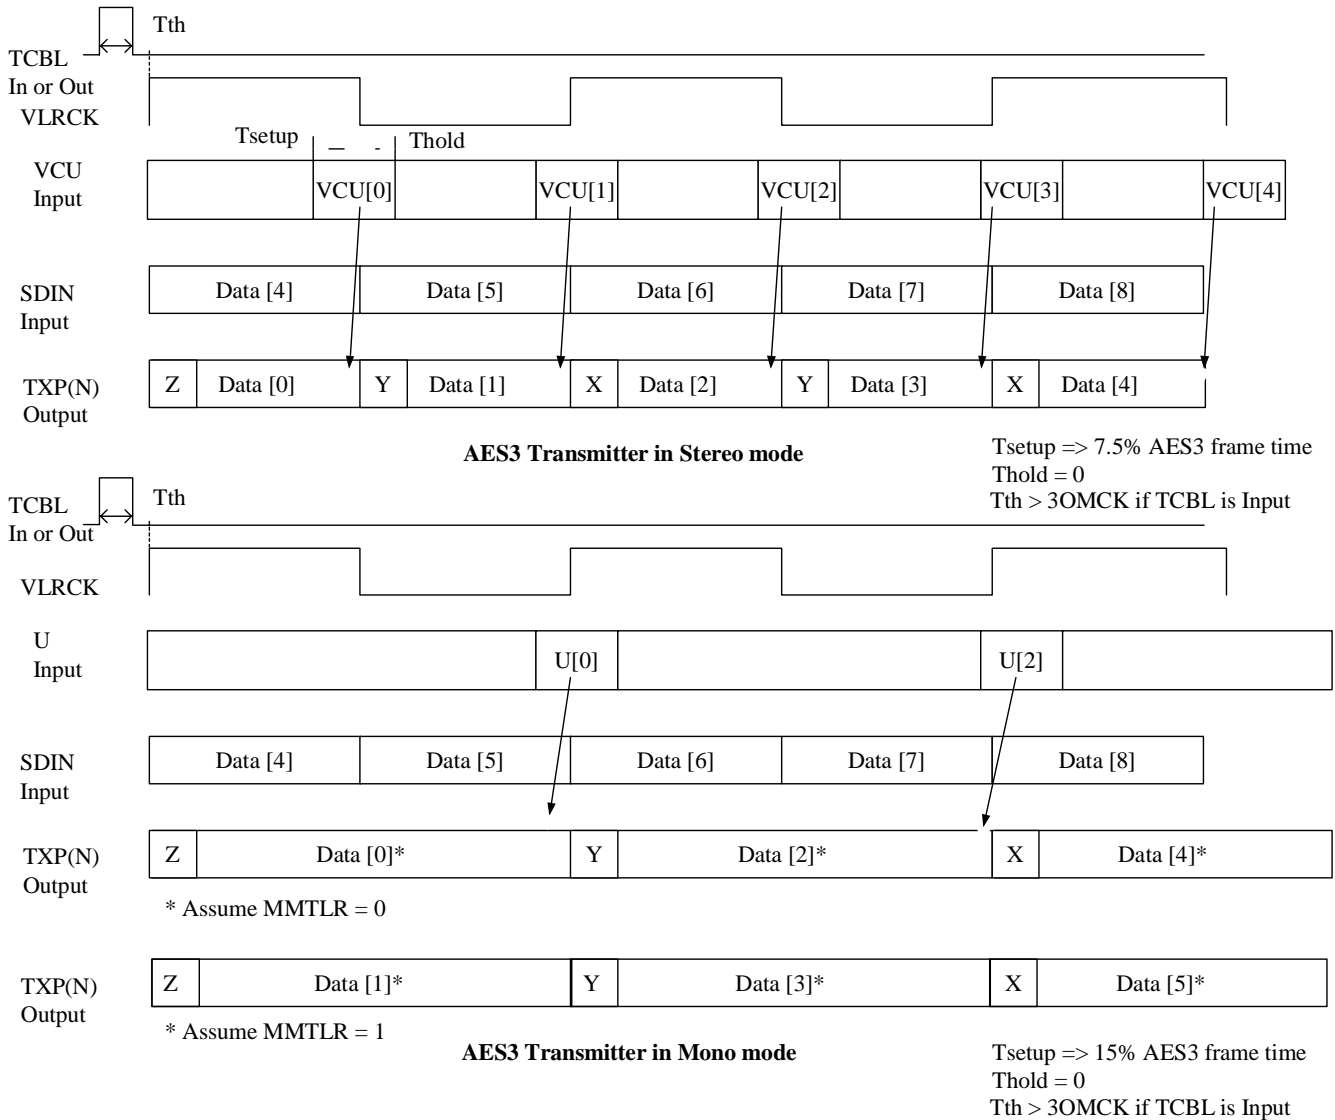 Tth
TCBL
In or Out
VLRCK
Tsetup Thold
VCU
Input
VCU[0] VCU[1] VCU[2] VCU[3] VCU[4]
SDIN
Input
Data [4] Data [5] Data [6] Data [7] Data [8]
TXP(N)
Output
Z Data [0] Y Data [1] X Data [2] Y Data [3] X Data [4]
AES3 Transmitter in Stereo mode
Tsetup => 7.5% AES3 frame time
Thold = 0
Tth > 3OMCK if TCBL is Input
Tth
TCBL
In or Out
VLRCK
U
Input
U[0] U[2]
SDIN
Input
Data [4] Data [5] Data [6] Data [7] Data [8]
TXP(N)
Output
Z Data [0]* Y Data [2]* X Data [4]*
* Assume MMTLR = 0
TXP(N)
Output
Z Data [1]* Y Data [3]* X Data [5]*
* Assume MMTLR = 1
AES3 Transmitter in Mono mode
Tsetup => 15% AES3 frame time
Thold = 0
Tth > 3OMCK if TCBL is Input